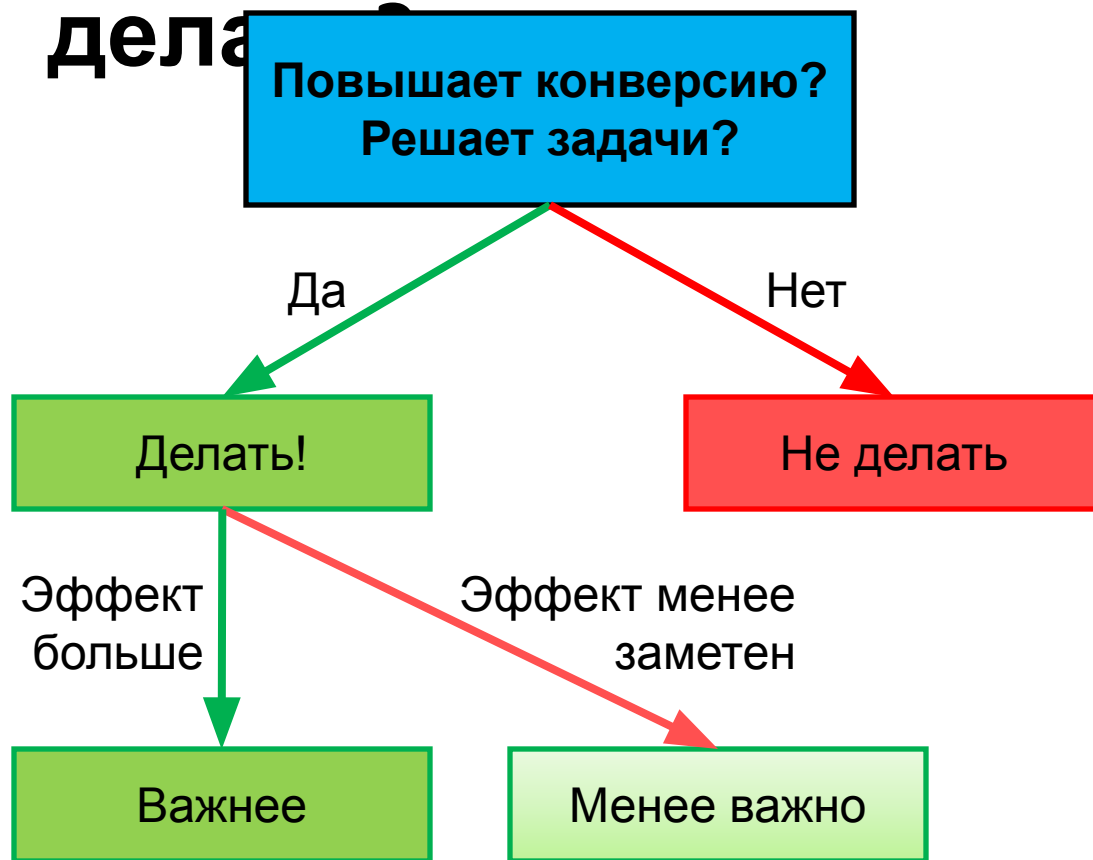 Повышает конверсию?
Решает задачи?
Да
Нет
Делать!
Не делать
Эффект
больше
Эффект менее
заметен
Важнее
Менее важно